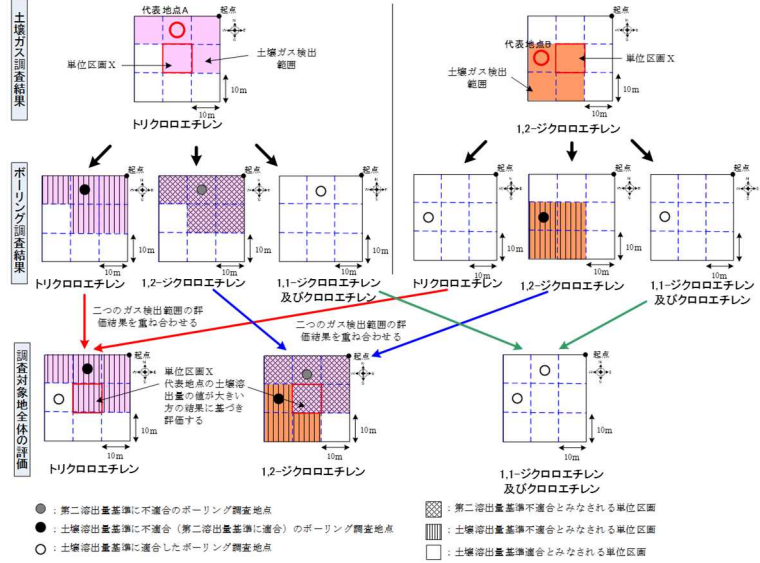 土壌ガス調査結果
代表地点A
起点
単位区画X
土壌ガス検出
範囲
10m
10m
トリクロロエチレン
代表地点B
起点
単位区画X
土壌ガス検出
範囲
10m
10m
1,2-ジクロロエチレン
ボーリング調査結果
起点
10m
10m
トリクロロエチレン
起点
10m
10m
1,2-ジクロロエチレン
起点
10m
10m
1,1-ジクロロエチレン
及びクロロエチレン
起点
10m
10m
トリクロロエチレン
起点
10m
10m
1,2-ジクロロエチレン
起点
10m
10m
1,1-ジクロロエチレン
及びクロロエチレン
二つのガス検出範囲の評
価結果を重ね合わせる
二つのガス検出範囲の評
価結果を重ね合わせる
調査対象地全体の評価
起点
10m
10m
トリクロロエチレン
単位区画X
代表地点の土壌溶
出量の値が大きい
方の結果に基づき
評価する
起点
10m
10m
1,2-ジクロロエチレン
起点
10m
10m
1,1-ジクロロエチレン
及びクロロエチレン
:第二溶出量基準に不適合のボーリング調査地点
:土壌溶出量基準に不適合（第二溶出量基準に適合）のボーリング調査地点
:土壌溶出量基準に適合したボーリング調査地点
:第二溶出量基準不適合とみなされる単位区画
:土壌溶出量基準不適合とみなされる単位区画
:土壌溶出量基準適合とみなされる単位区画